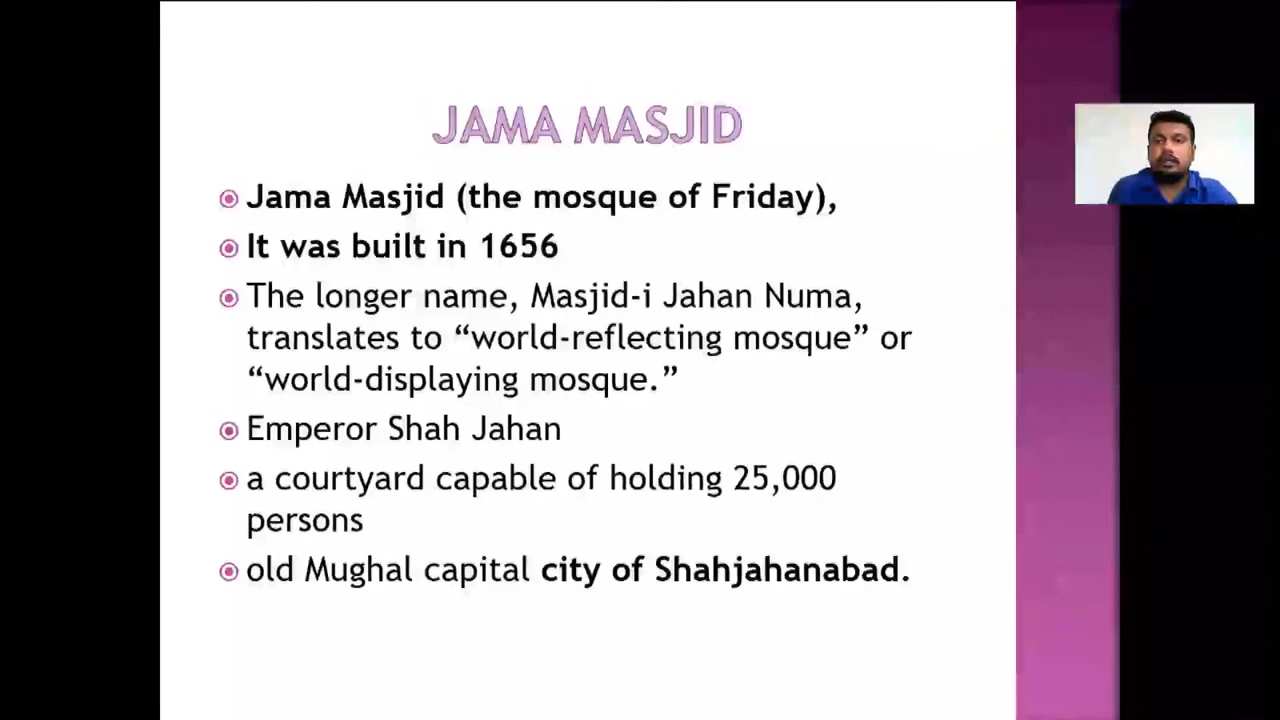 JAMA MASJID
Jama Masjid (the mosque of Friday),
It was built in 1656
The longer name, Masjid-i Jahan Numa,
translates to “world-reflecting mosque” or
“world-displaying mosque.”
Emperor Shah Jahan
a courtyard capable of holding 25,000
persons
old Mughal capital city of Shahjahanabad.